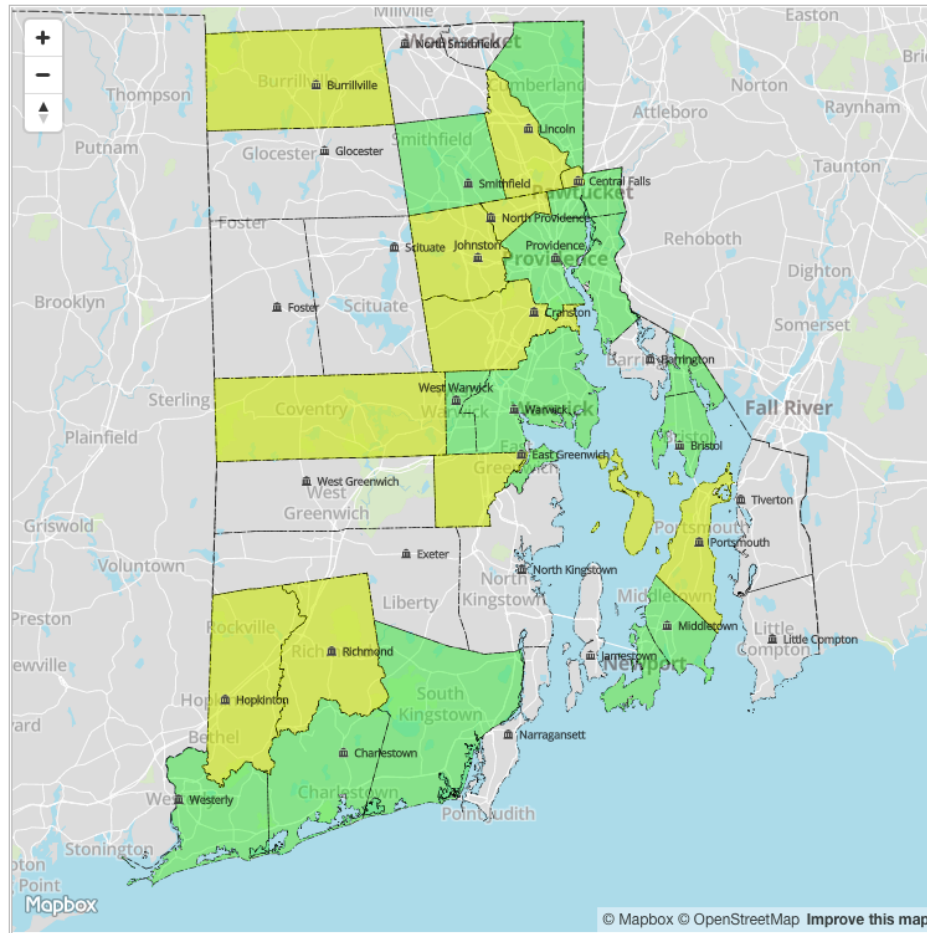 Millville
Easton
Woonsocket
North Smithfield
Thompson
Burrillville
Burrillville
Cumberland
Norton
Raynham
Attleboro
Lincoln
Putnam
Glocester
Glocester
Smithfield
Smithfield
Taunton
Central Falls
Pawtucket
Foster
North Providence
Scituate
Johnston
Providence
Providence
Rehoboth
Dighton
Brooklyn
Foster
Scituate
Cranston
Somerset
Barrington
West Warwick
Sterling
Coventry
Warwick
Warwick
Fall River
Plainfield
Bristol
Bristol
East Greenwich
Greenwich
West Greenwich
West
Greenwich
Tiverton
Griswold
Portsmouth
Portsmouth
Exeter
Voluntown
North Kingstown
North
Kingstown
Liberty
Middletown
Middletown
Preston
Rockville
Richmond
Little
Compton
Little Compton
Jamestown
Newport
Hopkinton
South
Kingstown
Bethel
Narragansett
Charlestown
Charlestown
Westerly
Point Judith
Stonington
Point
Mapbox
© Mapbox © OpenStreetMap Improve this map